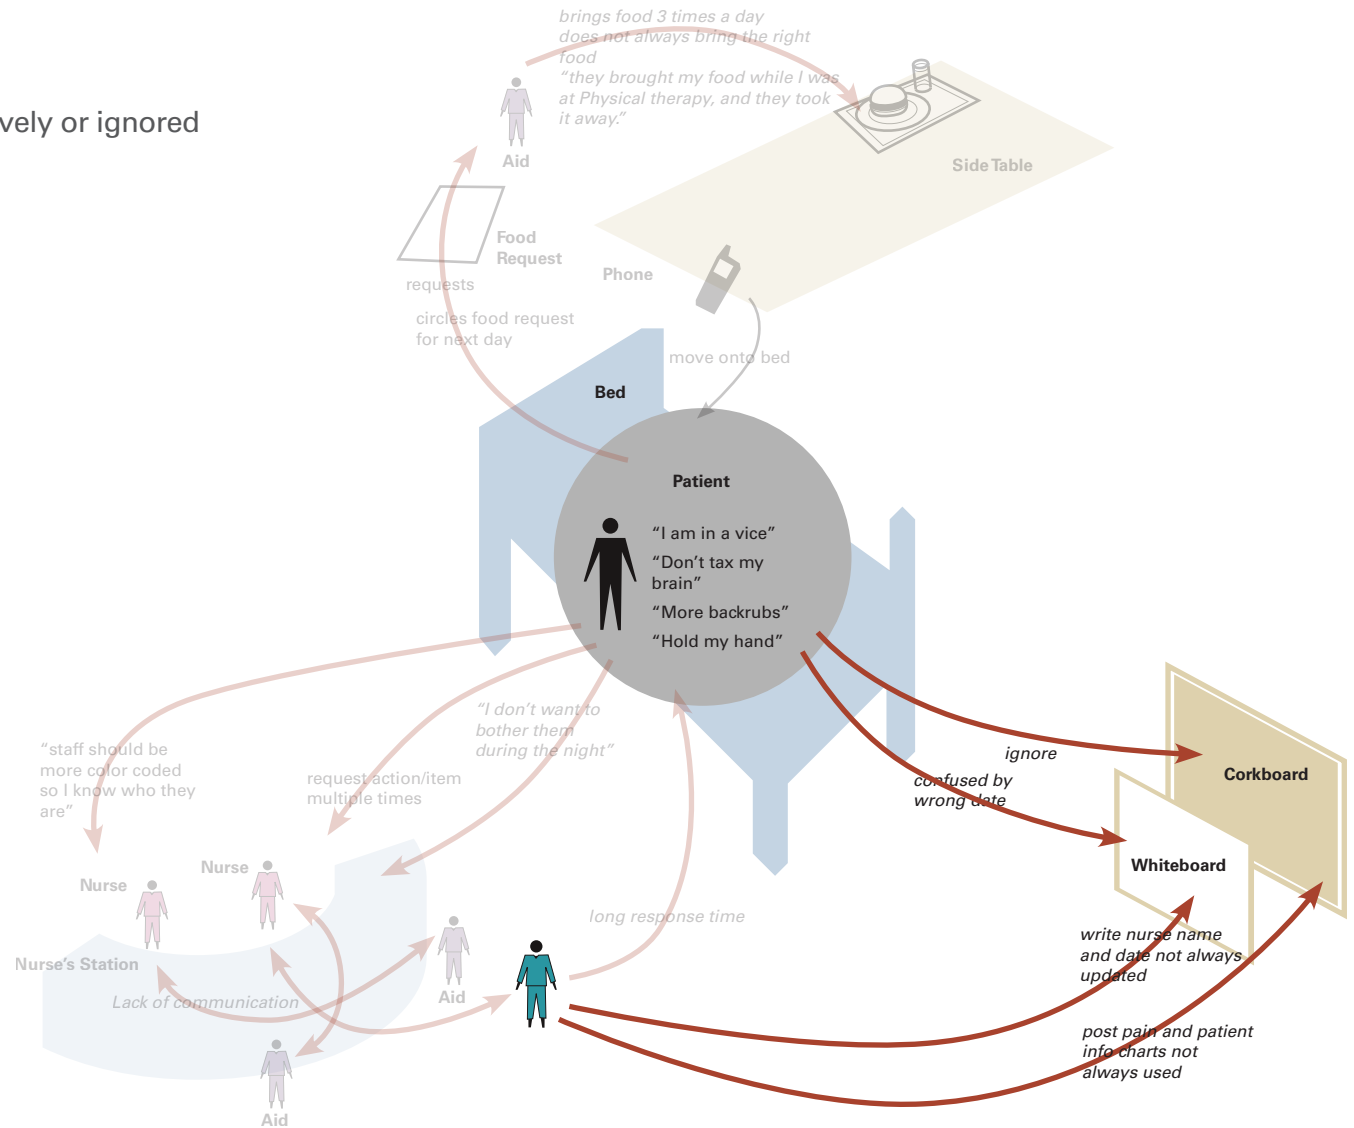 brings food 3 times a day
does not always bring the right
food
“they brought my food while I was
at Physical therapy, and they took
it away.”
vely or ignored
Aid
Side Table
Food
Request
Phone
requests
circles food request
for next day
move onto bed
Bed
Patient
“I am in a vice”
“Don’t tax my
brain”
“More backrubs”
“Hold my hand”
“I don’t want to
bother them
during the night”
“staff should be
more color coded
so I know who they
are”
request action/item
multiple times
ignore
confused by
wrong date
Corkboard
Whiteboard
Nurse
Nurse
long response time
write nurse name
and date not always
updated
Nurse’s Station
Lack of communication
Aid
post pain and patient
info charts not
always used
Aid